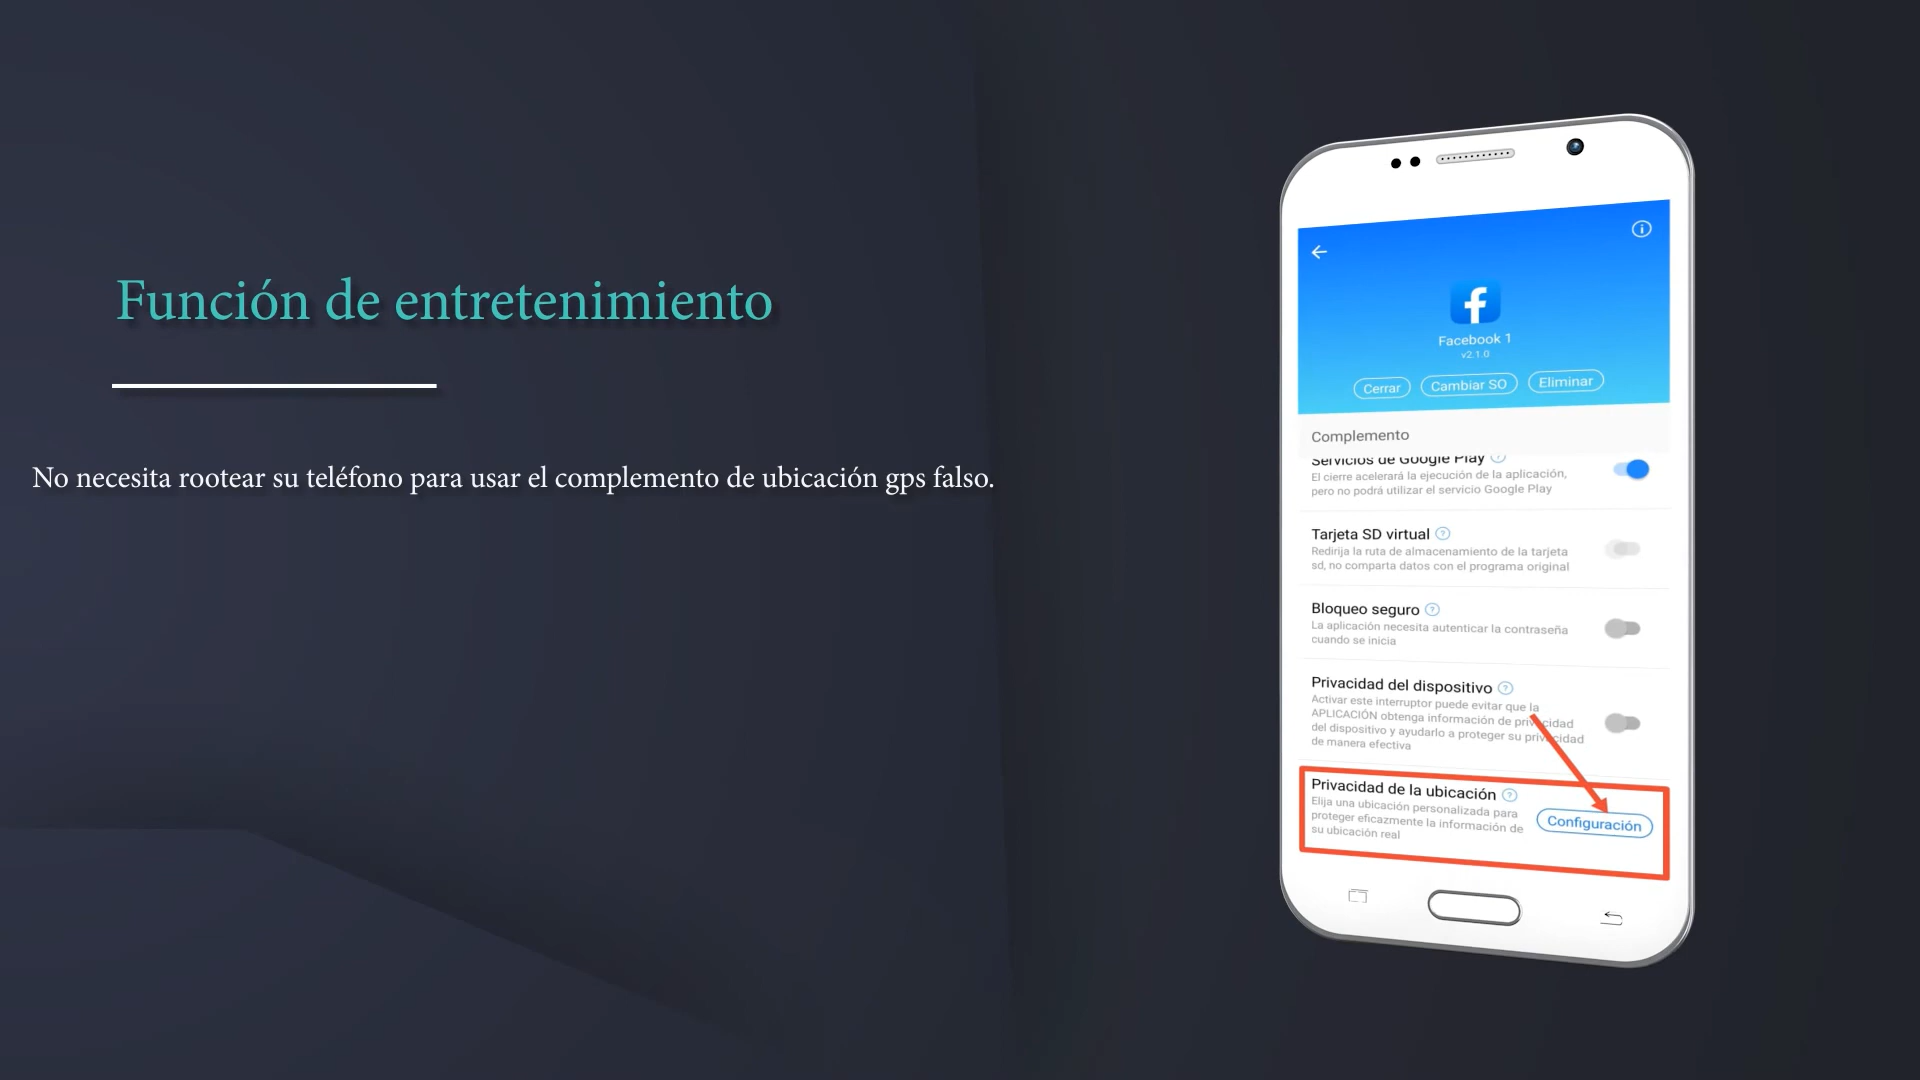 Función de entretenimiento
No necesita rootear su teléfono para usar el complemento de ubicación gps falso.
Facebook 1
v2.1.0
Cerrar
Cambiar SO
Eliminar
Complemento
Servicios de Google Play
El cierre acelerará la ejecución de la aplicación,
pero no podrá utilizar el servicio Google Play
Tarjeta SD virtual
Redirija la ruta de almacenamiento de la tarjeta
sd, no comparta datos con el programa original
Bloqueo seguro
La aplicación necesita autenticar la contraseña
cuando se inicia
Privacidad del dispositivo
Activar este interruptor puede evitar que la
APLICACIÓN obtenga información de privacidad
del dispositivo y ayudarlo a proteger su privacidad
de manera efectiva
Privacidad de la ubicación
Elija una ubicación personalizada para
proteger eficazmente la información de
su ubicación real
Configuración